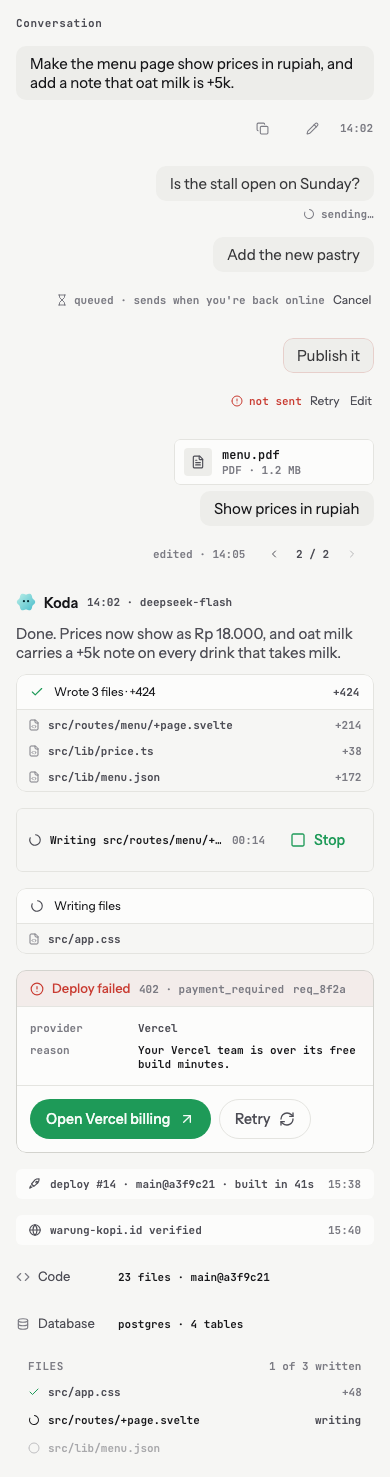 Conversation
Make the menu page show prices in rupiah, and
add a note that oat milk is +5k.
14:02
Is the stall open on Sunday?
sending…
Add the new pastry
queued · sends when you're back online Cancel
Publish it
not sent Retry Edit
menu.pdf
PDF · 1.2 MB
Show prices in rupiah
edited · 14:05 2 / 2
Koda 14:02 · deepseek-flash
Done. Prices now show as Rp 18.000, and oat milk
carries a +5k note on every drink that takes milk.
Wrote 3 files · +424 +424
src/routes/menu/+page.svelte +214
src/lib/price.ts +38
src/lib/menu.json +172
Writing src/routes/menu/+… 00:14 Stop
Writing files
src/app.css
Deploy failed 402 · payment_required req_8f2a
provider Vercel
reason Your Vercel team is over its free
build minutes.
Open Vercel billing Retry
deploy #14 · main@a3f9c21 · built in 41s 15:38
warung-kopi.id verified 15:40
Code 23 files · main@a3f9c21
Database postgres · 4 tables
FILES 1 of 3 written
src/app.css +48
src/routes/+page.svelte writing
src/lib/menu.json